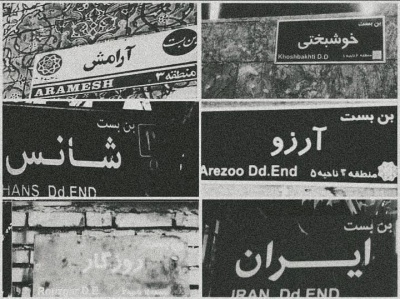 بن بست
آرامش
منطقه ۳
ARAMESH
بن بست
خوشبختی
Khoshbakhti D.D
بن بست
شانس
HANS Dd.END
بن بست
آرزو
Arezoo Dd.End
منطقه ۲ ناحیه ۵
روزگار
بن بست
ایران
IRAN Dd.END